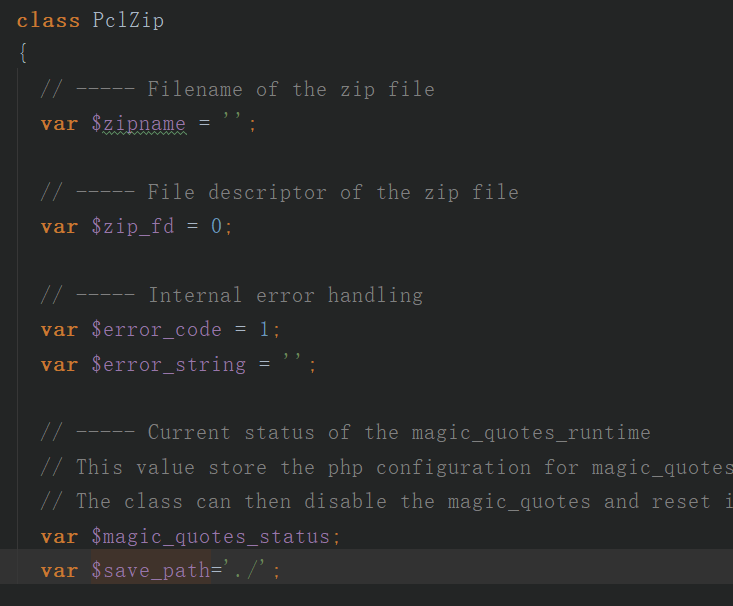 class PclZip
{
// ----- Filename of the zip file
var $zipname = '';
// ----- File descriptor of the zip file
var $zip_fd = 0;
// ----- Internal error handling
var $error_code = 1;
var $error_string = '';
// ----- Current status of the magic_quotes_runtime
// This value store the php configuration for magic_quotes
// The class can then disable the magic_quotes and reset i
var $magic_quotes_status;
var $save_path='./';